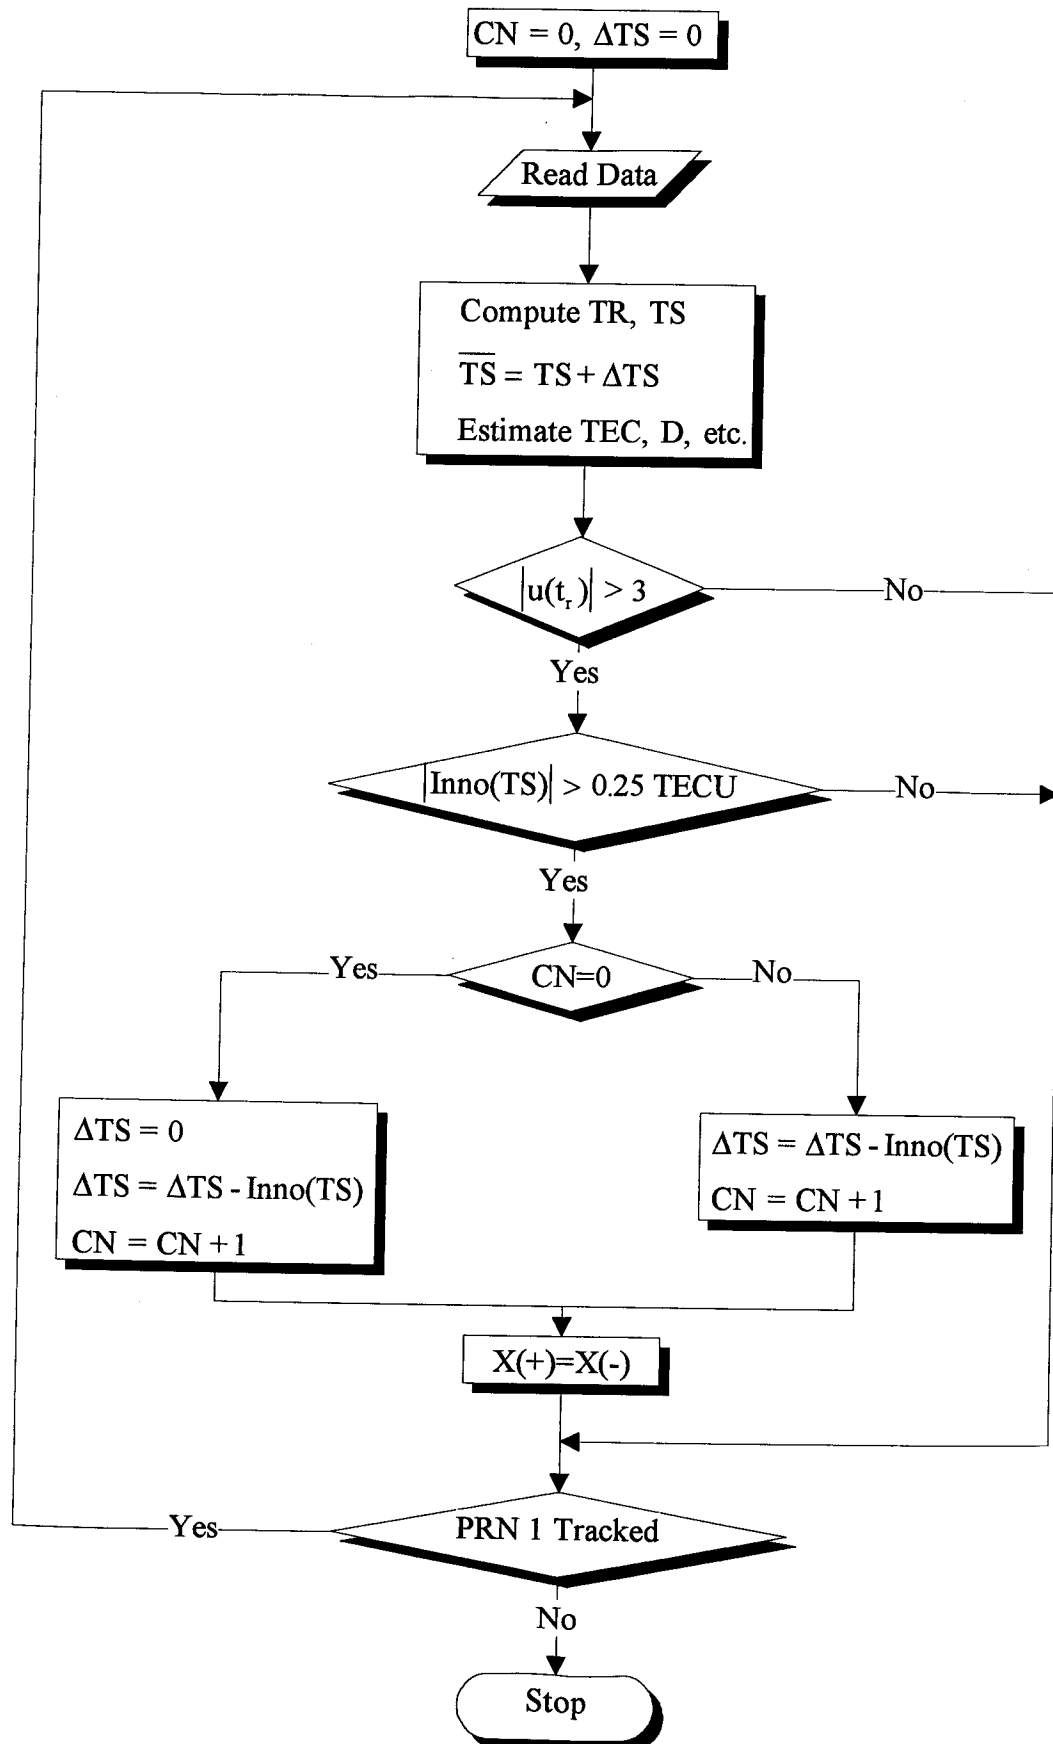 CN = 0, ΔTS = 0
Read Data
Compute TR, TS
T̅S̅ = TS + ΔTS
Estimate TEC, D, etc.
|u(tᵣ)| > 3
No
Yes
|Inno(TS)| > 0.25 TECU
No
Yes
CN=0
Yes
No
ΔTS = 0
ΔTS = ΔTS - Inno(TS)
CN = CN + 1
ΔTS = ΔTS - Inno(TS)
CN = CN + 1
X(+)=X(-)
PRN 1 Tracked
Yes
No
Stop